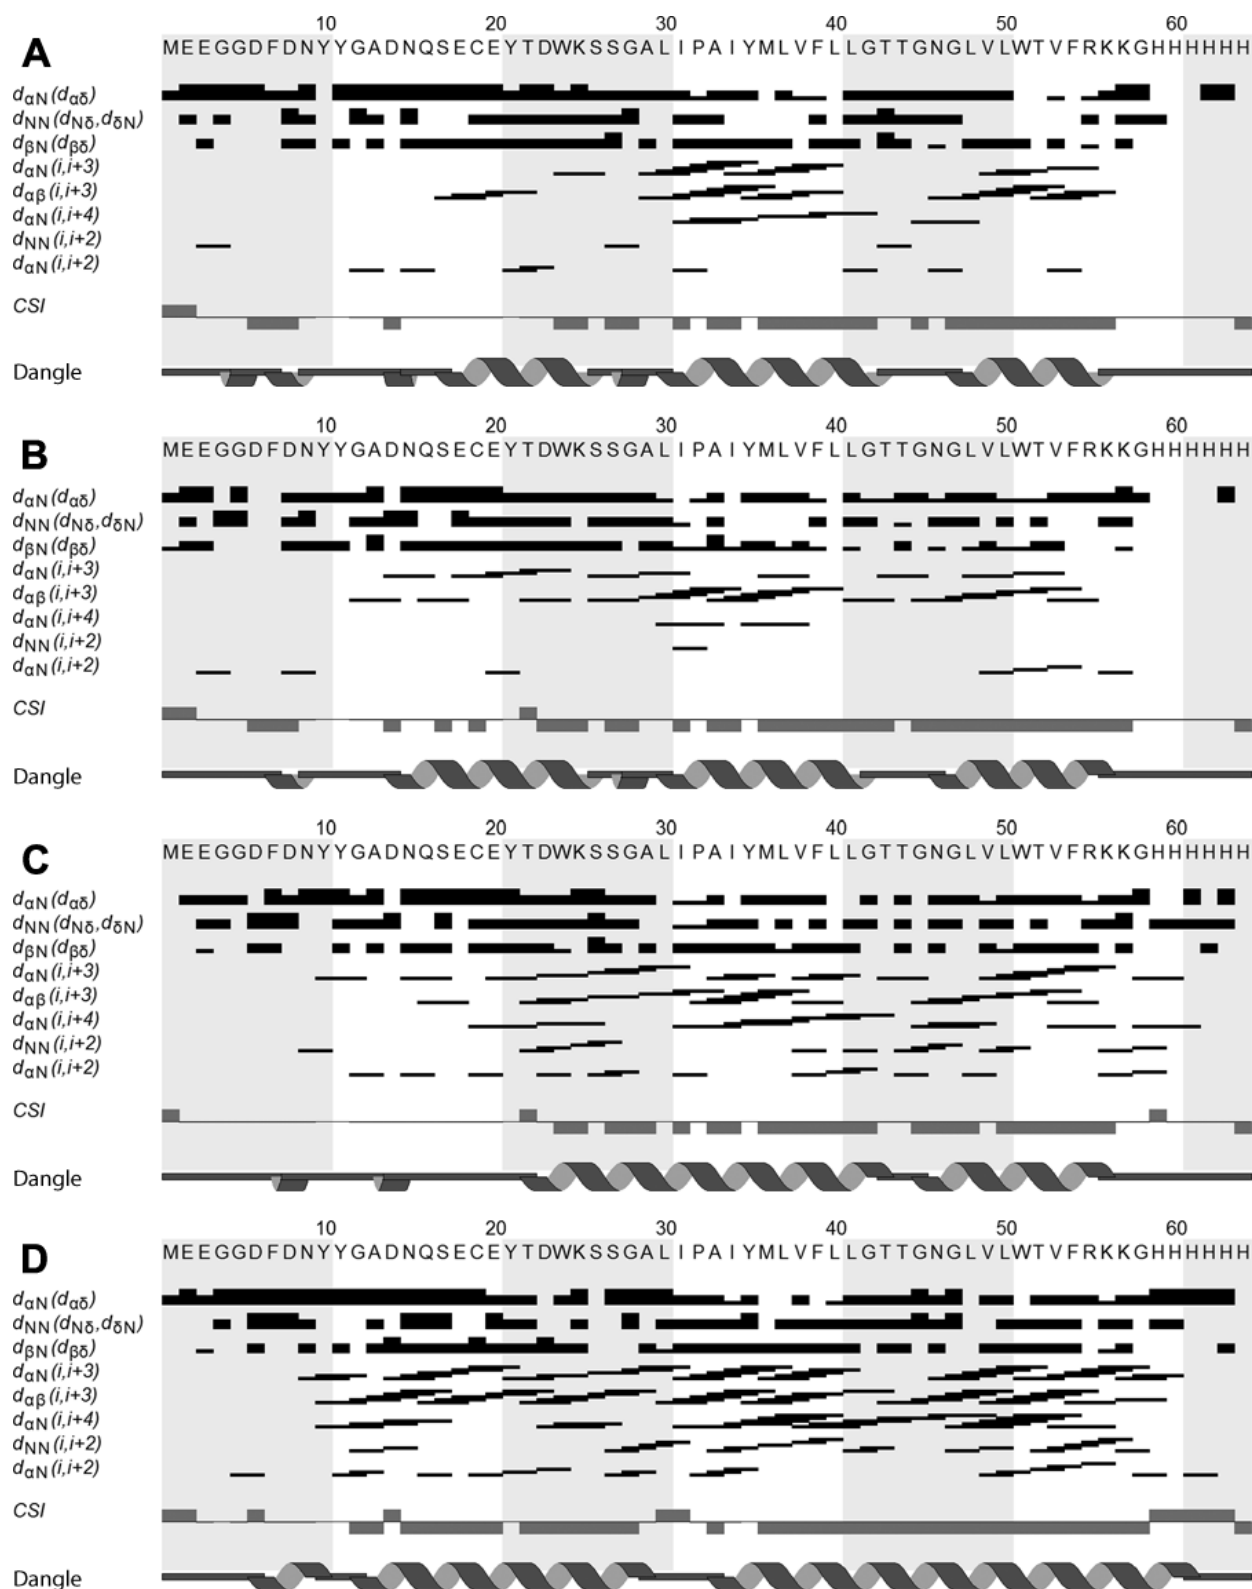 10 20 30 40 50 60
A MEEGGDFDNYYGADNQSECEYTDWKSSGALIPAIYMLVFLLGTTGNGLVLWTVFRKKGHHHHHH
dαN(dαδ)
dNN(dNδ,dδN)
dβN(dβδ)
dαN(i,i+3)
dαβ(i,i+3)
dαN(i,i+4)
dNN(i,i+2)
dαN(i,i+2)
CSI
Dangle
10 20 30 40 50 60
B MEEGGDFDNYYGADNQSECEYTDWKSSGALIPAIYMLVFLLGTTGNGLVLWTVFRKKGHHHHHH
dαN(dαδ)
dNN(dNδ,dδN)
dβN(dβδ)
dαN(i,i+3)
dαβ(i,i+3)
dαN(i,i+4)
dNN(i,i+2)
dαN(i,i+2)
CSI
Dangle
10 20 30 40 50 60
C MEEGGDFDNYYGADNQSECEYTDWKSSGALIPAIYMLVFLLGTTGNGLVLWTVFRKKGHHHHHH
dαN(dαδ)
dNN(dNδ,dδN)
dβN(dβδ)
dαN(i,i+3)
dαβ(i,i+3)
dαN(i,i+4)
dNN(i,i+2)
dαN(i,i+2)
CSI
Dangle
10 20 30 40 50 60
D MEEGGDFDNYYGADNQSECEYTDWKSSGALIPAIYMLVFLLGTTGNGLVLWTVFRKKGHHHHHH
dαN(dαδ)
dNN(dNδ,dδN)
dβN(dβδ)
dαN(i,i+3)
dαβ(i,i+3)
dαN(i,i+4)
dNN(i,i+2)
dαN(i,i+2)
CSI
Dangle